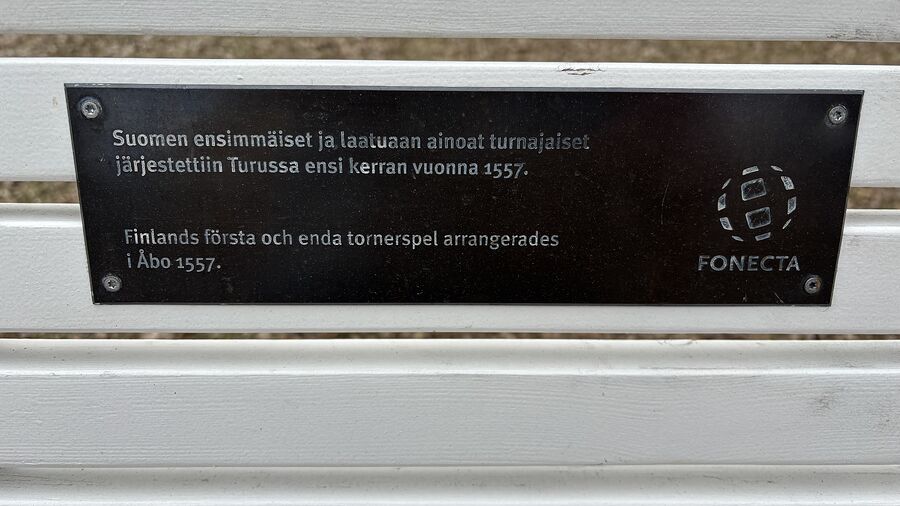 Suomen ensimmäiset ja laatuaan ainoat turnajaiset
järjestettiin Turussa ensi kerran vuonna 1557.
Finlands första och enda tornerspel arrangerades
i Åbo 1557.
FONECTA